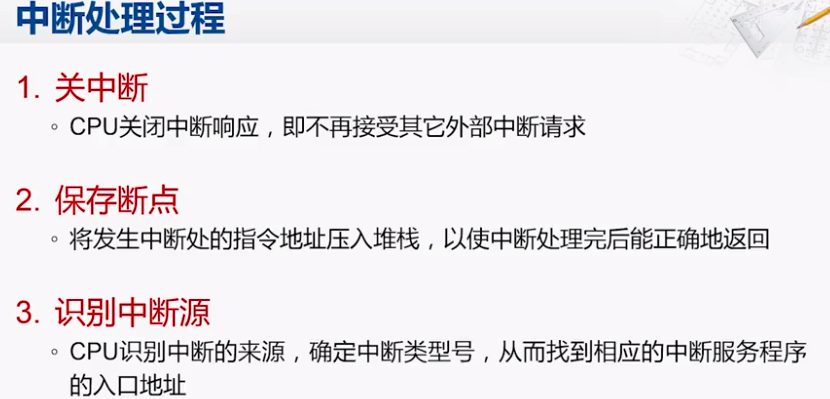 中断处理过程
1. 关中断
◦ CPU关闭中断响应，即不再接受其它外部中断请求
2. 保存断点
◦ 将发生中断处的指令地址压入堆栈，以使中断处理完后能正确地返回
3. 识别中断源
◦ CPU识别中断的来源，确定中断类型号，从而找到相应的中断服务程序
的入口地址